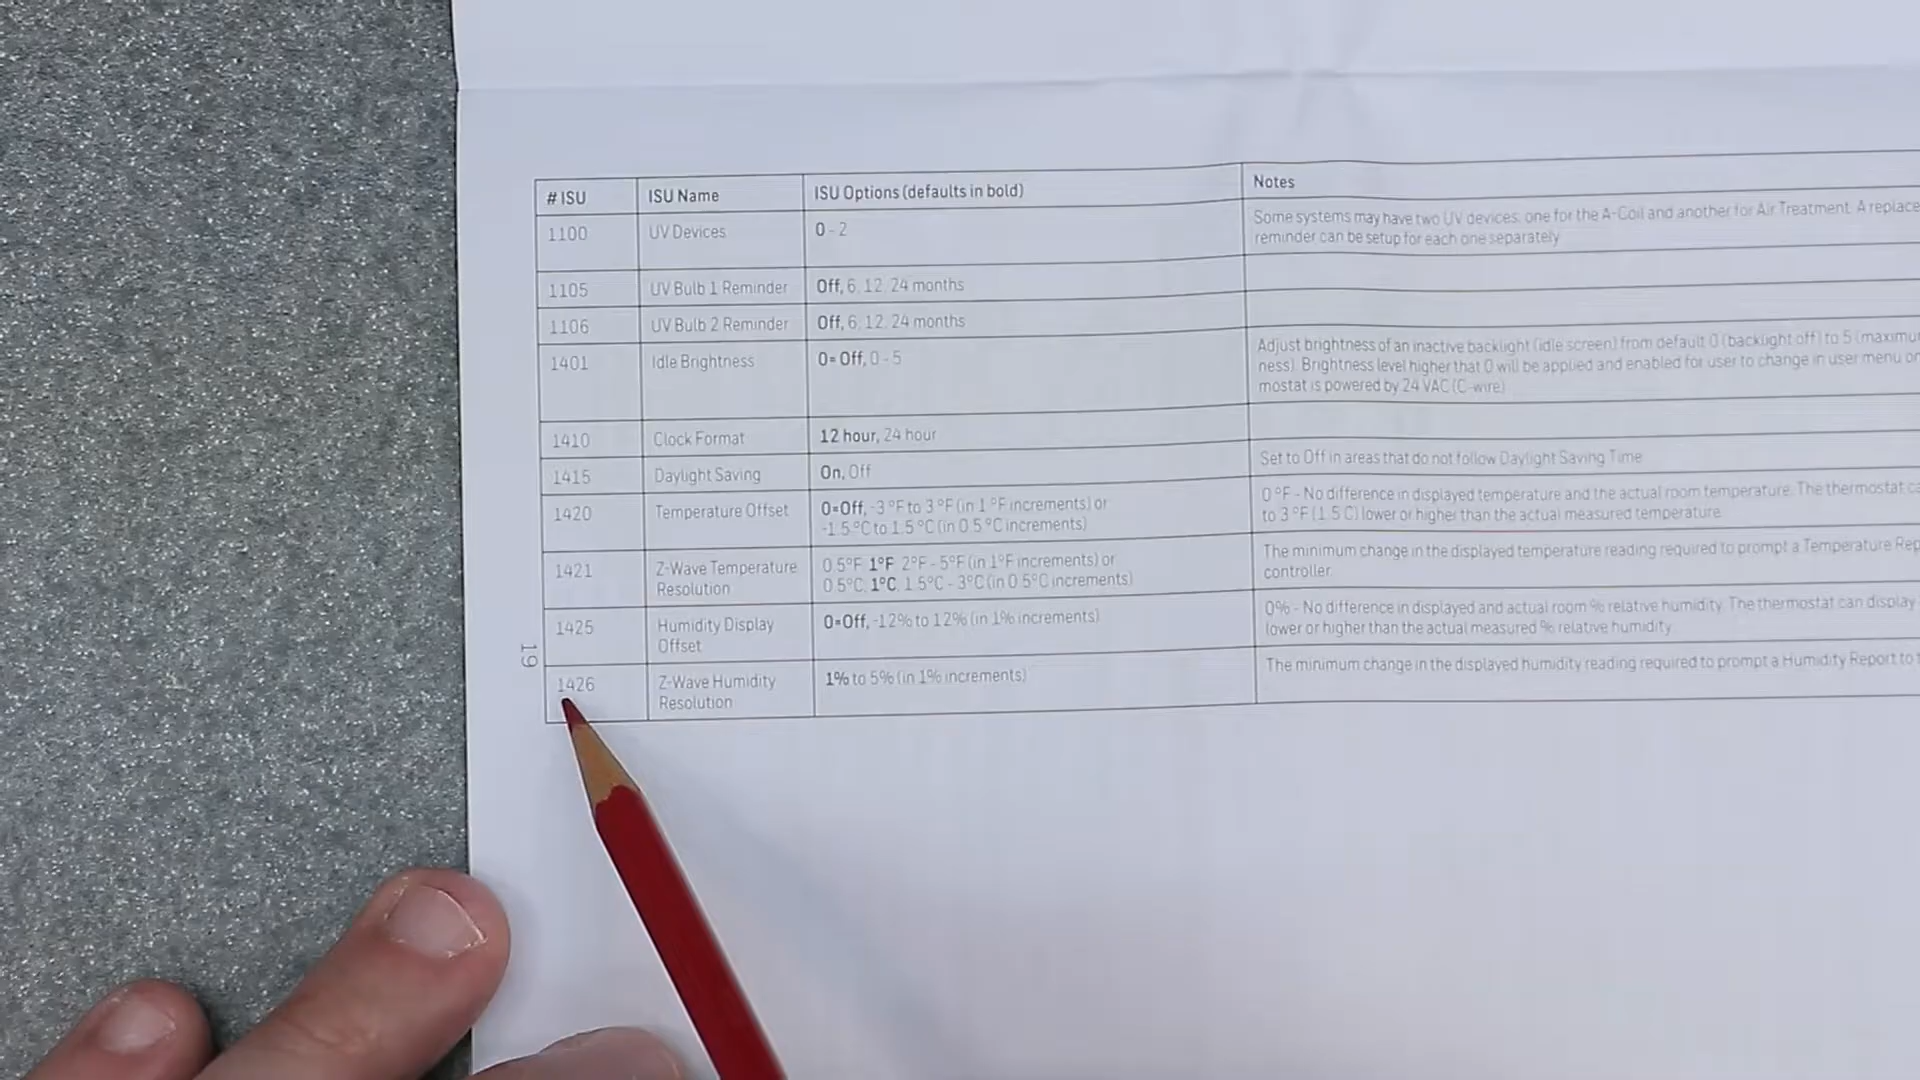 # ISU ISU Name ISU Options (defaults in bold) Notes
1100 UV Devices 0 - 2 Some systems may have two UV devices: one for the A-Coil and another for Air Treatment. A
reminder can be setup for each one separately
1105 UV Bulb 1 Reminder Off, 6, 12, 24 months
1106 UV Bulb 2 Reminder Off, 6, 12, 24 months
1401 Idle Brightness 0= Off, 0 - 5 Adjust brightness of an inactive backlight (idle screen) from default 0 (backlight off) to 5
ness). Brightness level higher that 0 will be applied and enabled for user to change in user menu
mostat is powered by 24 VAC (C-wire)
1410 Clock Format 12 hour, 24 hour
1415 Daylight Saving On, Off Set to Off in areas that do not follow Daylight Saving Time
1420 Temperature Offset 0=Off, -3 °F to 3 °F (in 1 °F increments) or 0 °F - No difference in displayed temperature and the actual room temperature. The thermostat
-1.5 °C to 1.5 °C (in 0.5 °C increments) to 3 °F (1.5 C) lower or higher than the actual measured temperature.
1421 Z-Wave Temperature 0.5°F, 1°F, 2°F - 5°F (in 1°F increments) or The minimum change in the displayed temperature reading required to prompt a Temperature
Resolution 0.5°C, 1°C, 1.5°C - 3°C (in 0.5°C increments) controller.
1425 Humidity Display 0=Off, -12% to 12% (in 1% increments) 0% - No difference in displayed and actual room % relative humidity. The thermostat can display
Offset lower or higher than the actual measured % relative humidity.
1426 Z-Wave Humidity 1% to 5% (in 1% increments) The minimum change in the displayed humidity reading required to prompt a Humidity Report to
Resolution
19